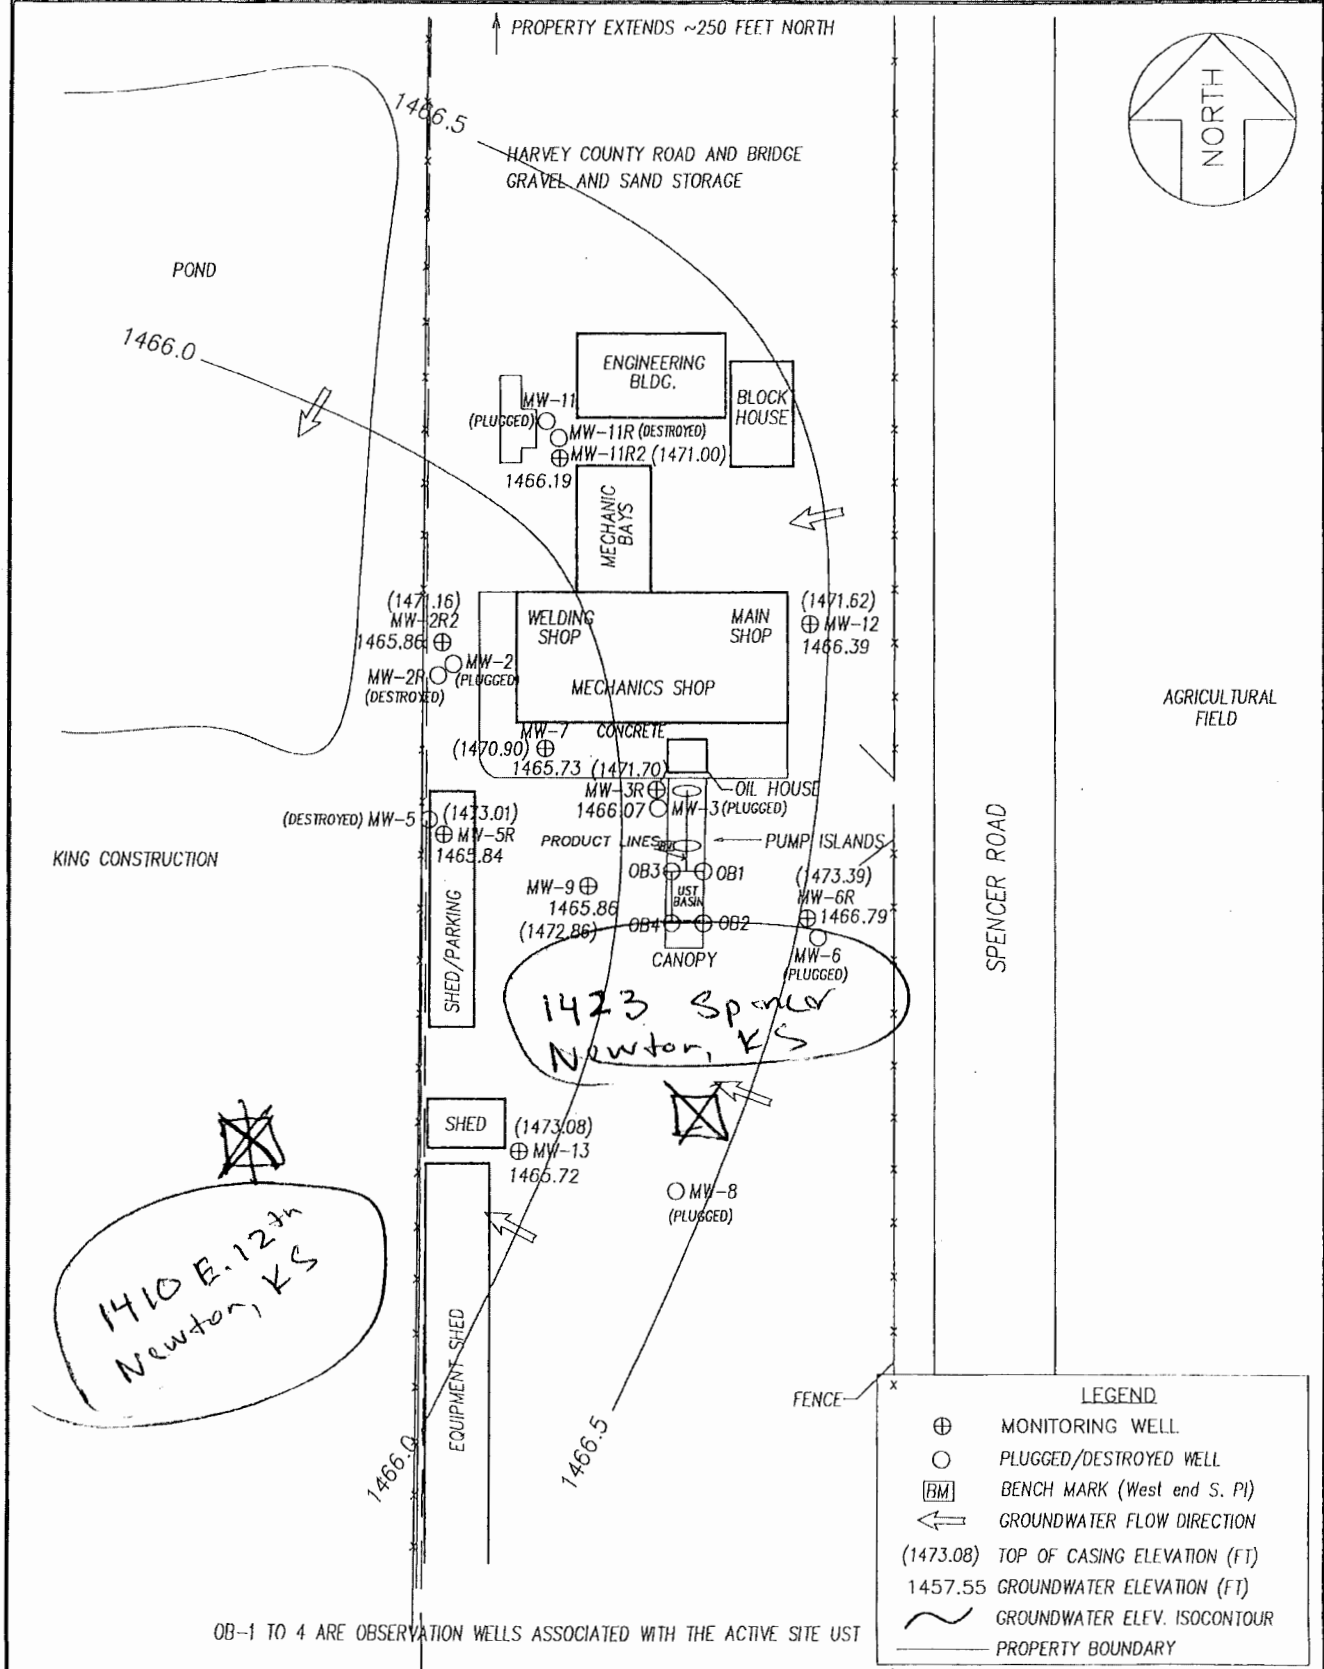 PROPERTY EXTENDS ~250 FEET NORTH
NORTH
1466.5
HARVEY COUNTY ROAD AND BRIDGE
GRAVEL AND SAND STORAGE
POND
1466.0
ENGINEERING
BLDG.
BLOCK
HOUSE
MW-11
(PLUGGED)
MW-11R (DESTROYED)
MW-11R2 (1471.00)
1466.19
MECHANIC
BAYS
(1471.16)
MW-2R2
1465.86
MW-2
(PLUGGED)
MW-2R
(DESTROYED)
WELDING
SHOP
MAIN
SHOP
MECHANICS SHOP
(1471.62)
MW-12
1466.39
AGRICULTURAL
FIELD
MW-7
CONCRETE
(1470.90)
1465.73
(1471.70)
MW-3R
1466.07
MW-3 (PLUGGED)
OIL HOUSE
(DESTROYED) MW-5
(1473.01)
MW-5R
1465.84
PRODUCT LINES
BM
PUMP ISLANDS
KING CONSTRUCTION
OB3
OB1
UST
BASIN
MW-9
1465.86
(1472.86)
OB4
OB2
(1473.39)
MW-6R
1466.79
MW-6
(PLUGGED)
CANOPY
SHED/PARKING
SPENCER ROAD
1423 Spencer
Newton, KS
SHED
(1473.08)
MW-13
1465.72
MW-8
(PLUGGED)
1410 E. 12th
Newton, KS
EQUIPMENT SHED
1466.0
1466.5
FENCE
LEGEND
MONITORING WELL
PLUGGED/DESTROYED WELL
BM BENCH MARK (West end S. PI)
GROUNDWATER FLOW DIRECTION
(1473.08) TOP OF CASING ELEVATION (FT)
1457.55 GROUNDWATER ELEVATION (FT)
GROUNDWATER ELEV. ISOCONTOUR
PROPERTY BOUNDARY
OB-1 TO 4 ARE OBSERVATION WELLS ASSOCIATED WITH THE ACTIVE SITE UST